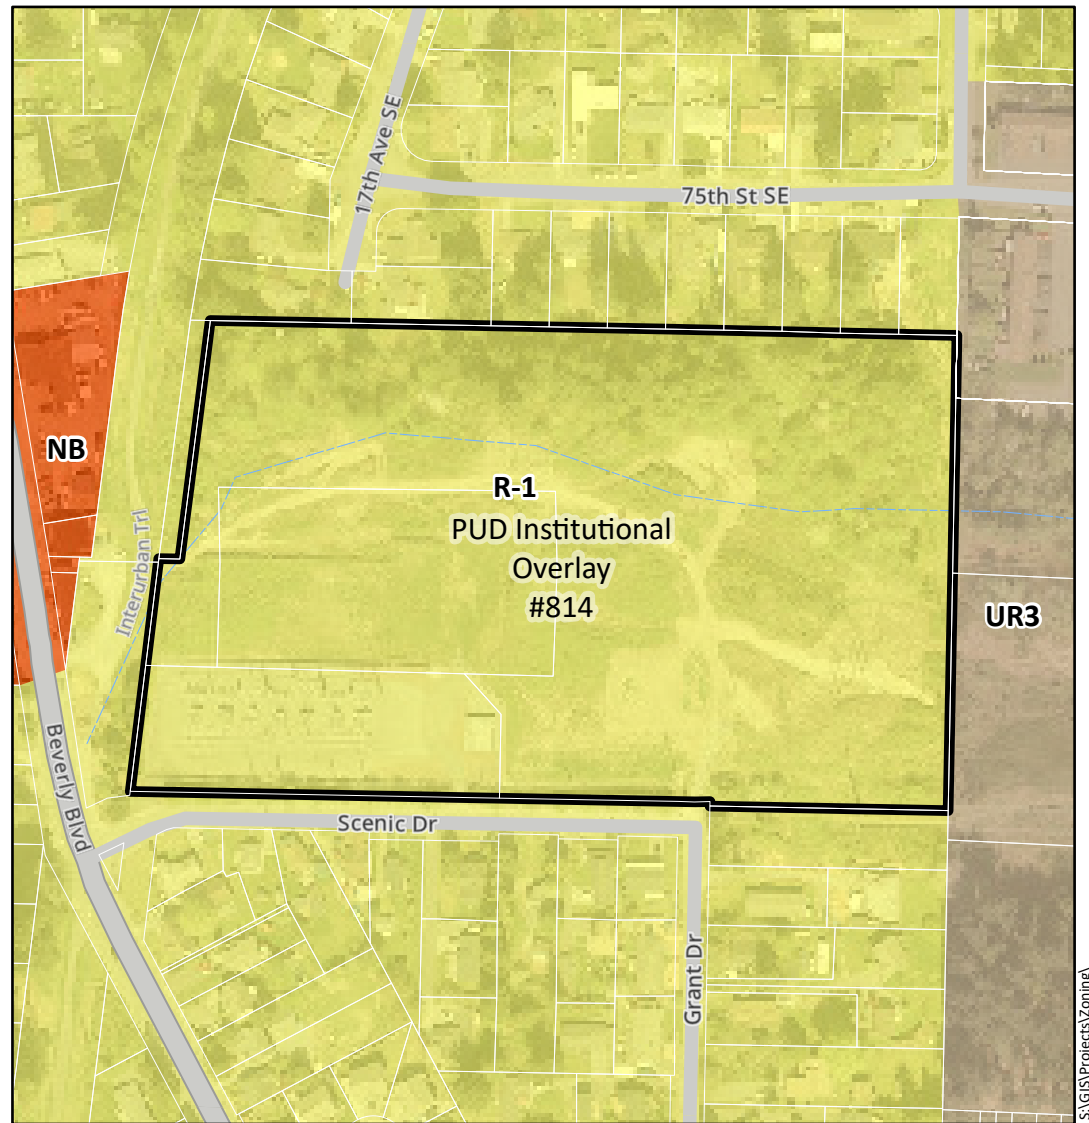 17th Ave SE
75th St SE
NB
R-1
PUD Institutional
Overlay
#814
Interurban Trl
UR3
Beverly Blvd
Scenic Dr
Grant Dr
S:\GIS\Projects\Zoning\